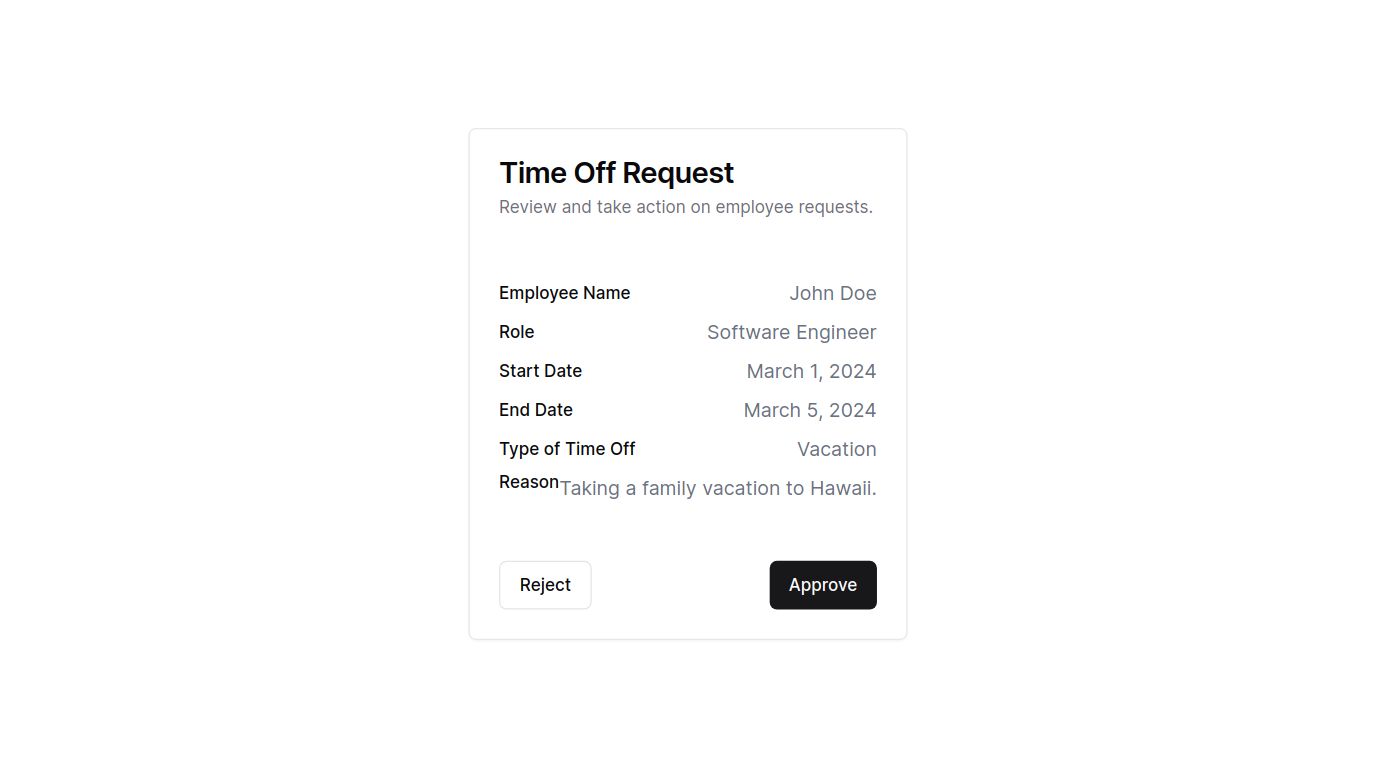 Time Off Request
Review and take action on employee requests.
Employee Name John Doe
Role Software Engineer
Start Date March 1, 2024
End Date March 5, 2024
Type of Time Off Vacation
Reason Taking a family vacation to Hawaii.
Reject Approve